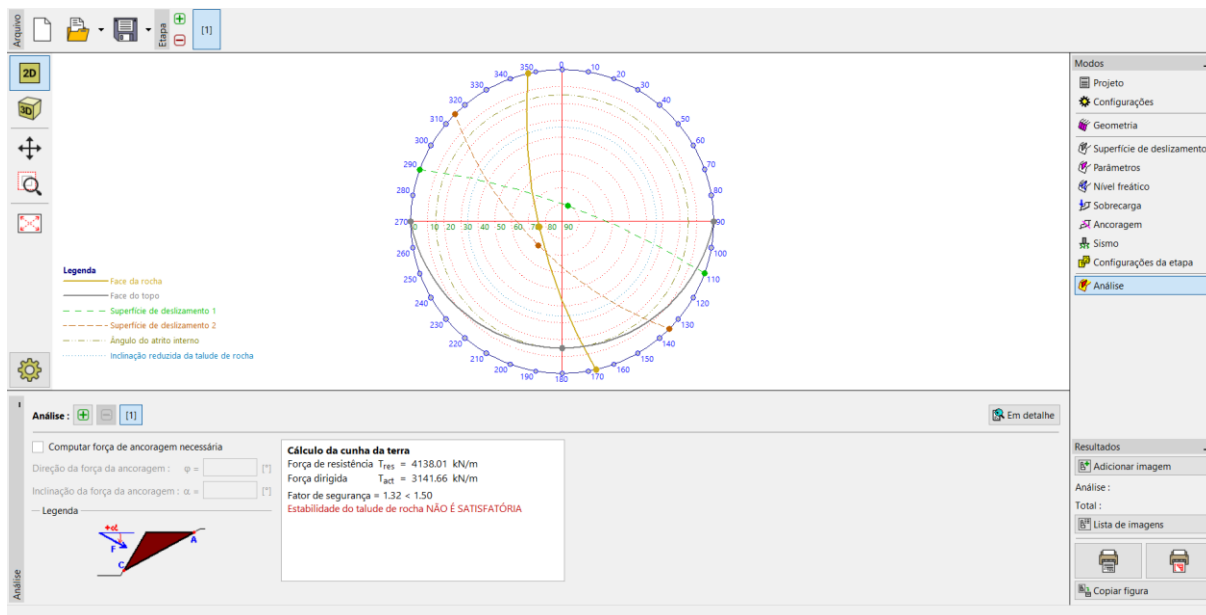 Arquivo
Etapa
[1]
2D
3D
0
10
20
30
40
50
60
70
80
90
100
110
120
130
140
150
160
170
180
190
200
210
220
230
240
250
260
270
280
290
300
310
320
330
340
350
0 10 20 30 40 50 60 70 80 90
Legenda
Face da rocha
Face do topo
Superfície de deslizamento 1
Superfície de deslizamento 2
Ângulo do atrito interno
Inclinação reduzida da talude de rocha
Modos
Projeto
Configurações
Geometria
Superfície de deslizamento
Parâmetros
Nível freático
Sobrecarga
Ancoragem
Sismo
Configurações da etapa
Análise
Análise : [1]
Em detalhe
Computar força de ancoragem necessária
Direção da força da ancoragem : φ = [°]
Inclinação da força da ancoragem : α = [°]
Legenda
+α
F
A
C
Cálculo da cunha da terra
Força de resistência Tres = 4138.01 kN/m
Força dirigida Tact = 3141.66 kN/m
Fator de segurança = 1.32 < 1.50
Estabilidade do talude de rocha NÃO É SATISFATÓRIA
Análise
Resultados
Adicionar imagem
Análise :
Total :
Lista de imagens
Copiar figura